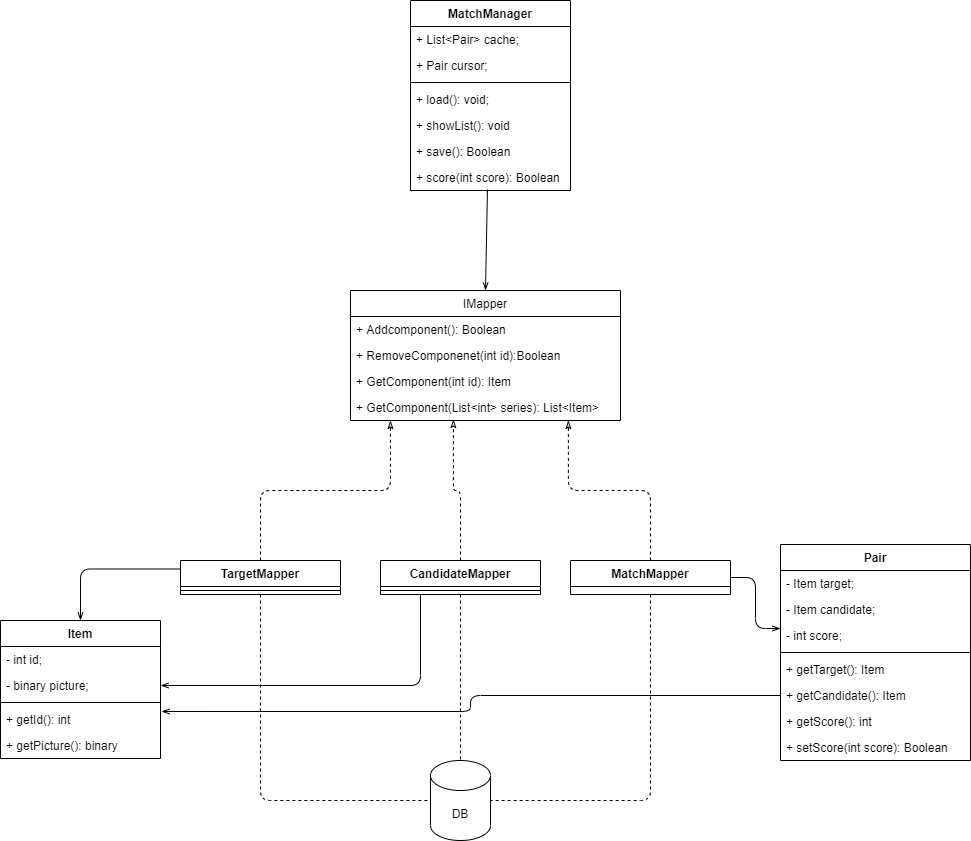 MatchManager
+ List<Pair> cache;
+ Pair cursor;
+ load(): void;
+ showList(): void
+ save(): Boolean
+ score(int score): Boolean
IMapper
+ Addcomponent(): Boolean
+ RemoveComponenet(int id):Boolean
+ GetComponent(int id): Item
+ GetComponent(List<int> series): List<Item>
TargetMapper
CandidateMapper
MatchMapper
Pair
- Item target;
- Item candidate;
- int score;
+ getTarget(): Item
+ getCandidate(): Item
+ getScore(): int
+ setScore(int score): Boolean
Item
- int id;
- binary picture;
+ getId(): int
+ getPicture(): binary
DB